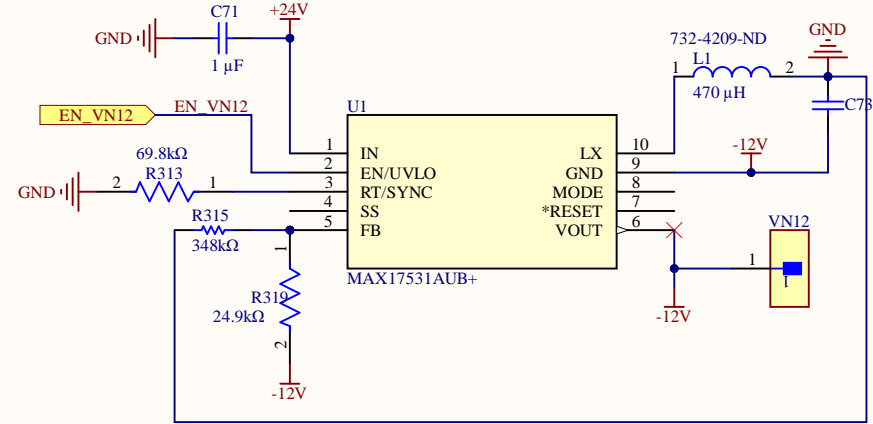 C71
+24V
GND
1 µF
GND
732-4209-ND
L1
1
2
470 µH
C73
EN_VN12
EN_VN12
U1
69.8kΩ
GND
2
R313
1
1
IN
2
EN/UVLO
3
RT/SYNC
4
SS
5
FB
LX
10
GND
9
MODE
8
*RESET
7
VOUT
6
-12V
R315
348kΩ
MAX17531AUB+
1
R319
24.9kΩ
2
-12V
VN12
1
1
-12V